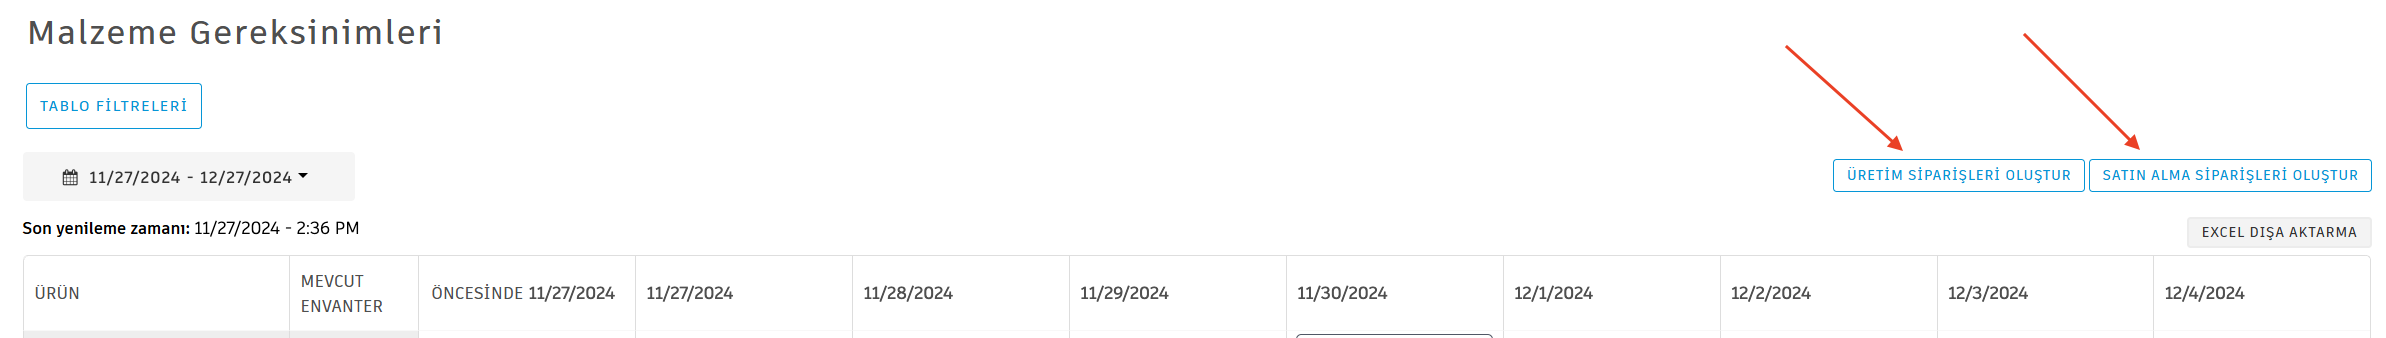 Malzeme Gereksinimleri
TABLO FİLTRELERİ
11/27/2024 - 12/27/2024
ÜRETİM SİPARİŞLERİ OLUŞTUR
SATIN ALMA SİPARİŞLERİ OLUŞTUR
Son yenileme zamanı: 11/27/2024 - 2:36 PM
EXCEL DIŞA AKTARMA
ÜRÜN
MEVCUT
ENVANTER
ÖNCESİNDE 11/27/2024
11/27/2024
11/28/2024
11/29/2024
11/30/2024
12/1/2024
12/2/2024
12/3/2024
12/4/2024